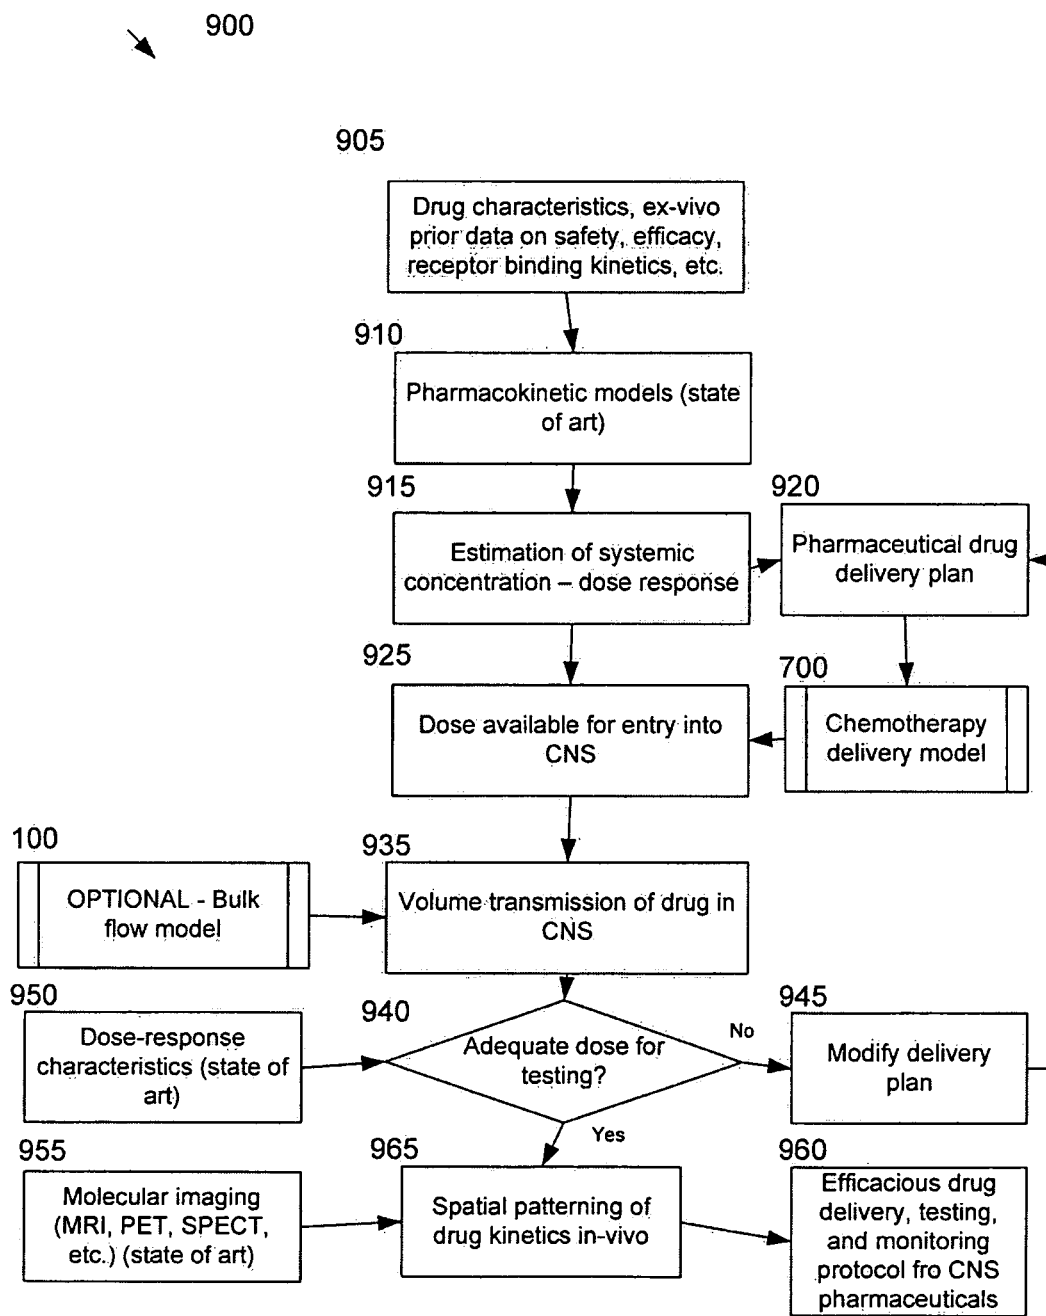 900
905
Drug characteristics, ex-vivo
prior data on safety, efficacy,
receptor binding kinetics, etc.
910
Pharmacokinetic models (state
of art)
915
Estimation of systemic
concentration – dose response
920
Pharmaceutical drug
delivery plan
925
Dose available for entry into
CNS
700
Chemotherapy
delivery model
100
OPTIONAL - Bulk
flow model
935
Volume transmission of drug in
CNS
950
Dose-response
characteristics (state of
art)
940
Adequate dose for
testing?
No
945
Modify delivery
plan
Yes
955
Molecular imaging
(MRI, PET, SPECT,
etc.) (state of art)
965
Spatial patterning of
drug kinetics in-vivo
960
Efficacious drug
delivery, testing,
and monitoring
protocol fro CNS
pharmaceuticals